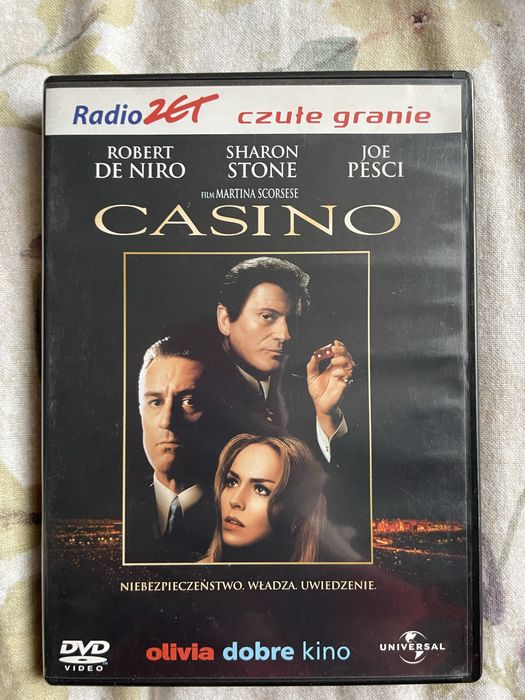 Radio ZET czułe granie
ROBERT DE NIRO
SHARON STONE
JOE PESCI
FILM MARTINA SCORSESE
CASINO
NIEBEZPIECZEŃSTWO. WŁADZA. UWIEDZENIE.
DVD VIDEO
olivia dobre kino
UNIVERSAL